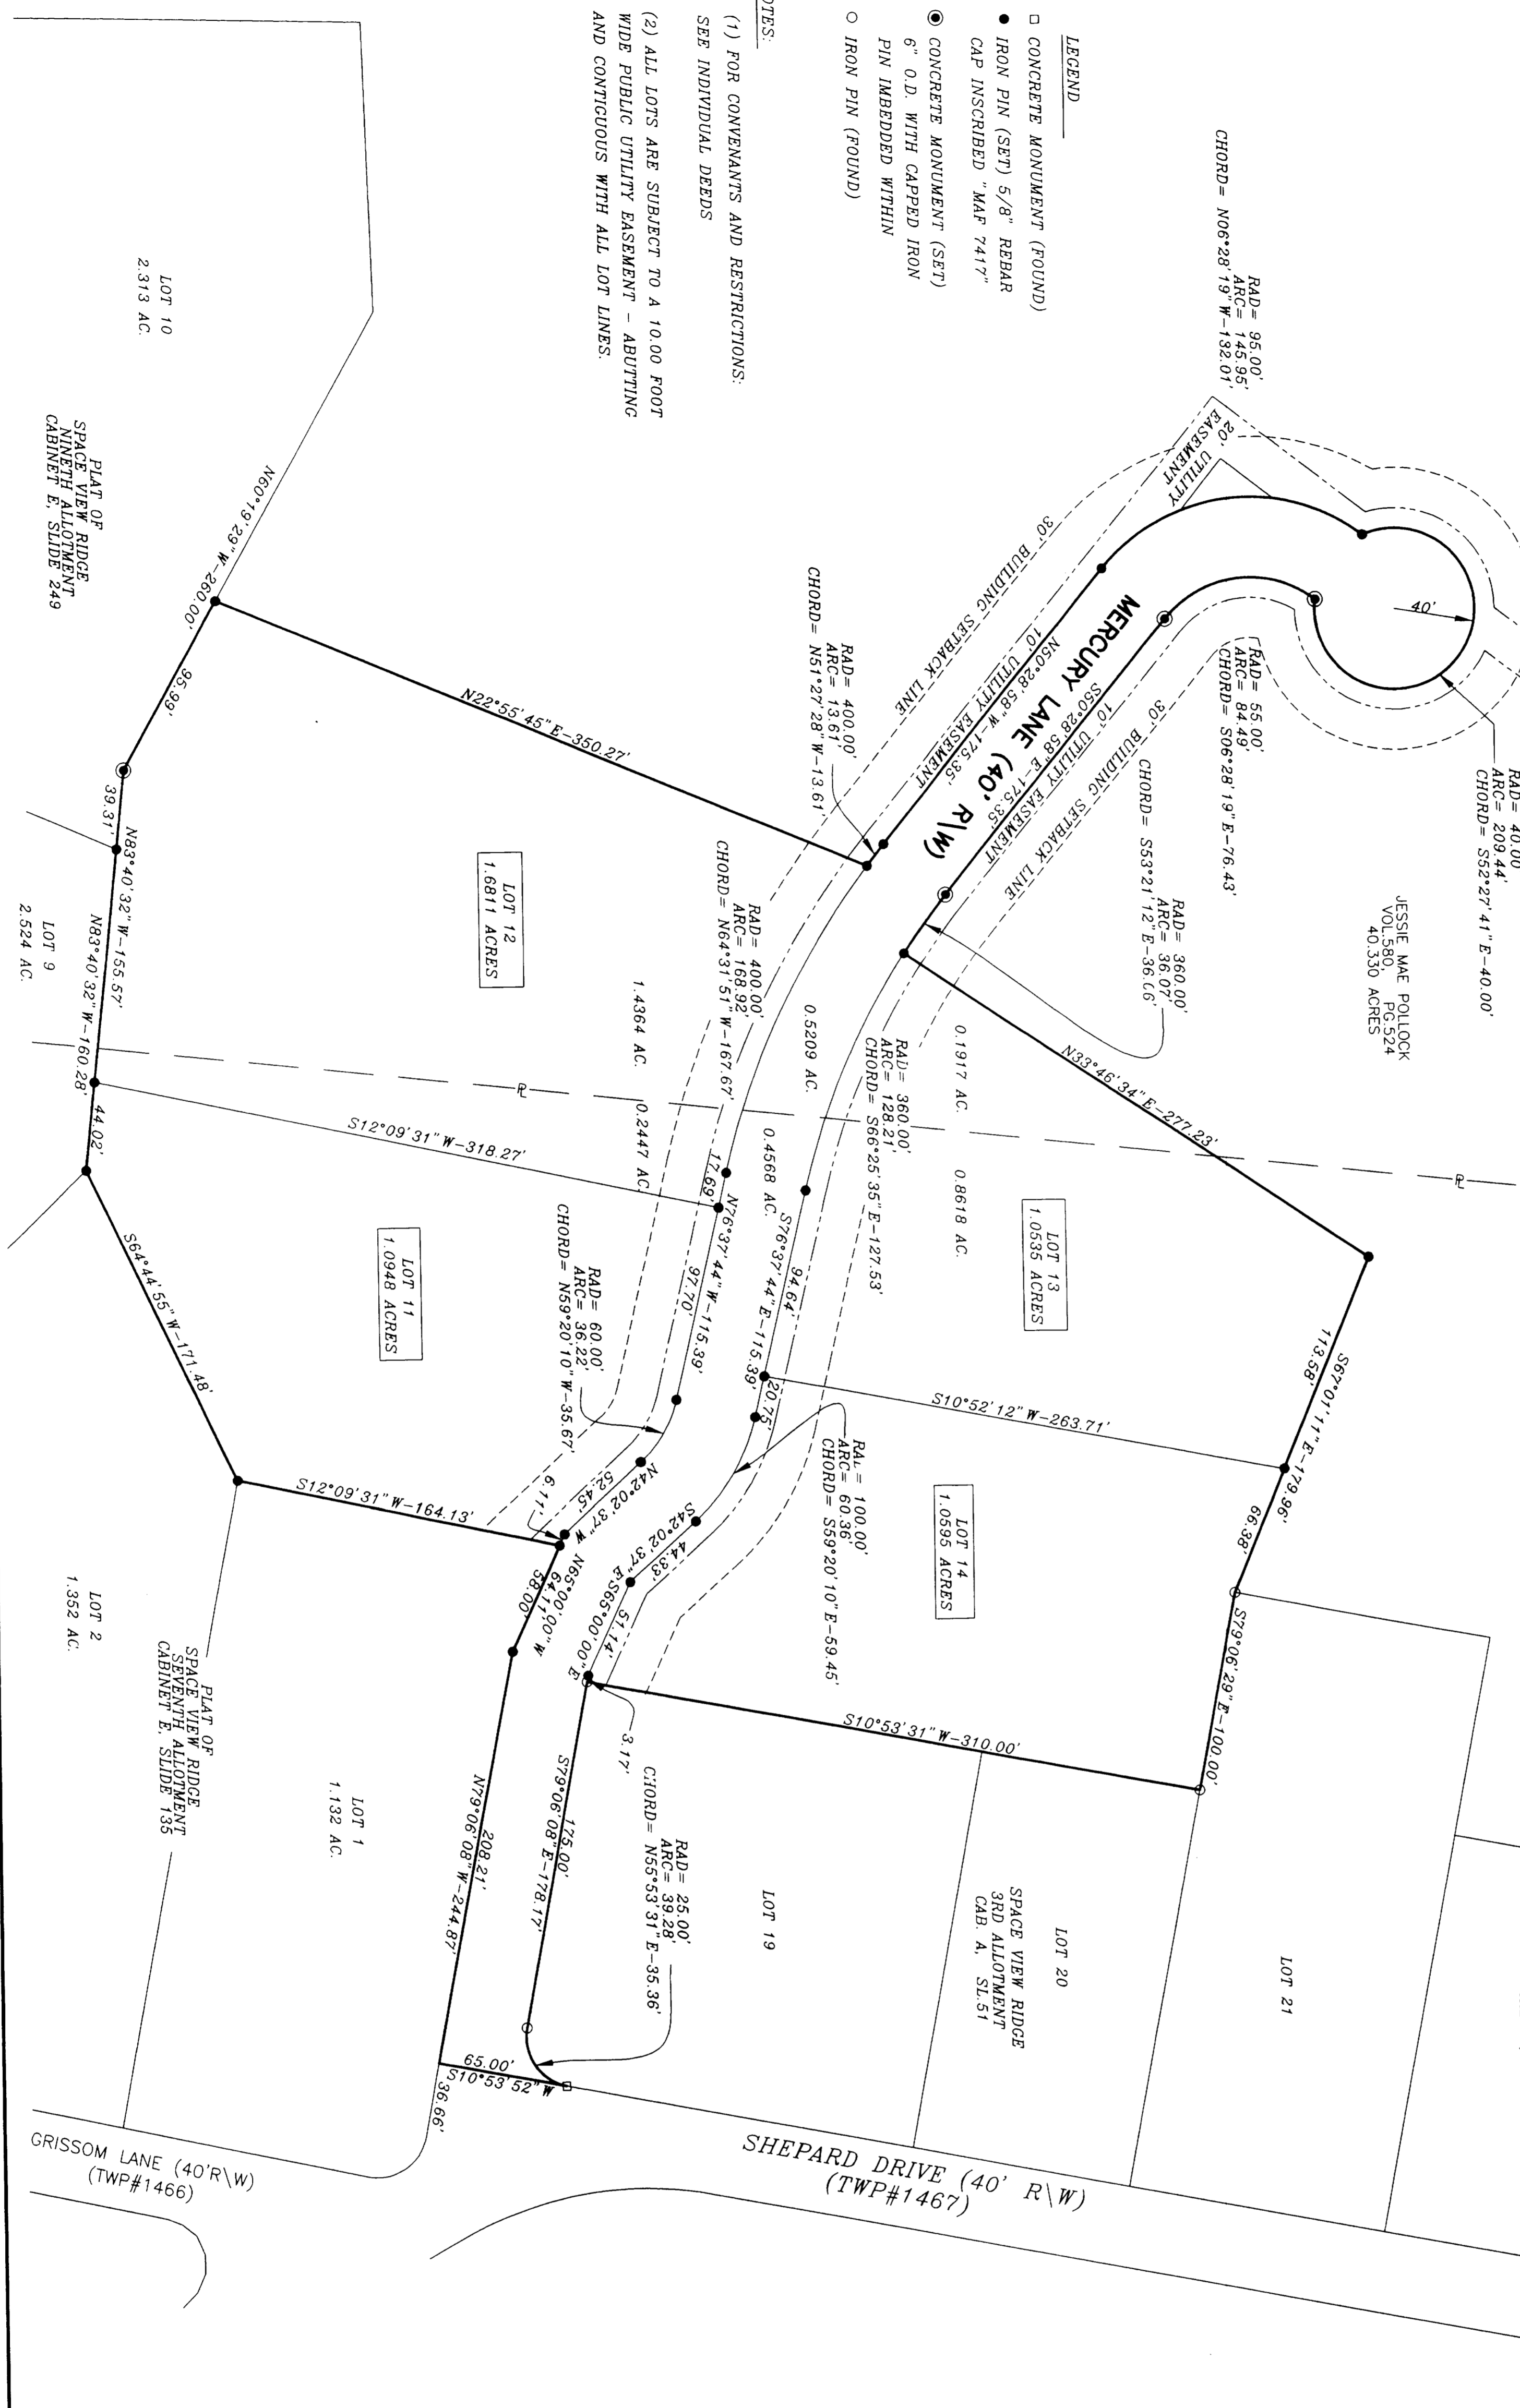 LEGEND
□ CONCRETE MONUMENT (FOUND)
● IRON PIN (SET) 5/8" REBAR
CAP INSCRIBED "MAF 7417"
◉ CONCRETE MONUMENT (SET)
6" O.D. WITH CAPPED IRON
PIN IMBEDDED WITHIN
○ IRON PIN (FOUND)
OTES:
(1) FOR CONVENANTS AND RESTRICTIONS:
SEE INDIVIDUAL DEEDS
(2) ALL LOTS ARE SUBJECT TO A 10.00 FOOT
WIDE PUBLIC UTILITY EASEMENT - ABUTTING
AND CONTIGUOUS WITH ALL LOT LINES.
RAD= 95.00'
ARC= 145.95'
CHORD= N06°28'19"W-132.01'
20' UTILITY
EASEMENT
40'
RAD= 40.00'
ARC= 209.44'
CHORD= S52°27'41"E-40.00'
RAD= 55.00'
ARC= 84.49'
CHORD= S06°28'19"E-76.43'
JESSIE MAE POLLOCK
VOL.580, PG.524
40.330 ACRES
RAD= 360.00'
ARC= 36.07'
CHORD= S53°21'12"E-36.06'
30' BUILDING SETBACK LINE
10' UTILITY EASEMENT
S50°28'58"E-175.35'
MERCURY LANE (40' R\W)
N50°28'58"W-175.35'
10' UTILITY EASEMENT
30' BUILDING SETBACK LINE
RAD= 400.00'
ARC= 13.61'
CHORD= N51°27'28"W-13.61'
N33°46'34"E-277.23'
0.1917 AC.
0.8618 AC.
LOT 13
1.0535 ACRES
RAD= 360.00'
ARC= 128.21'
CHORD= S66°25'35"E-127.53'
0.5209 AC.
0.4568 AC.
RAD= 400.00'
ARC= 168.92'
CHORD= N64°31'51"W-167.67'
1.4364 AC.
0.2447 AC.
LOT 12
1.6811 ACRES
N22°55'45"E-350.27'
N60°19'29"W-260.00'
95.99'
39.31'
N83°40'32"W-155.57'
N83°40'32"W-160.28'
44.02'
LOT 10
2.313 AC.
PLAT OF
SPACE VIEW RIDGE
NINETH ALLOTMENT
CABINET E, SLIDE 249
LOT 9
2.524 AC.
S12°09'31"W-318.27'
PL
PL
17.69'
N76°37'44"W-115.39'
97.70'
S76°37'44"E-115.39'
94.64'
20.75'
S67°01'11"E-179.96'
113.58'
66.38'
S10°52'12"W-263.71'
LOT 14
1.0595 ACRES
RAD= 100.00'
ARC= 60.36'
CHORD= S59°20'10"E-59.45'
RAD= 60.00'
ARC= 36.22'
CHORD= N59°20'10"W-35.67'
LOT 11
1.0948 ACRES
S64°44'55"W-171.48'
S12°09'31"W-164.13'
6.11'
52.45'
N42°02'37"W
S42°02'37"E
44.33'
S65°00'00"E
51.14'
N65°00'00"W
64.11'
58.00'
3.17'
S79°06'29"E-100.00'
S10°53'31"W-310.00'
175.00'
S79°06'08"E-178.17'
RAD= 25.00'
ARC= 39.28'
CHORD= N55°53'31"E-35.36'
208.21'
N79°06'08"W-244.87'
65.00'
S10°53'52"W
36.66'
LOT 2
1.352 AC.
PLAT OF
SPACE VIEW RIDGE
SEVENTH ALLOTMENT
CABINET E, SLIDE 135
LOT 1
1.132 AC.
LOT 19
LOT 20
SPACE VIEW RIDGE
3RD ALLOTMENT
CAB. A, SL.51
LOT 21
GRISSOM LANE (40'R\W)
(TWP#1466)
SHEPARD DRIVE (40' R\W)
(TWP#1467)